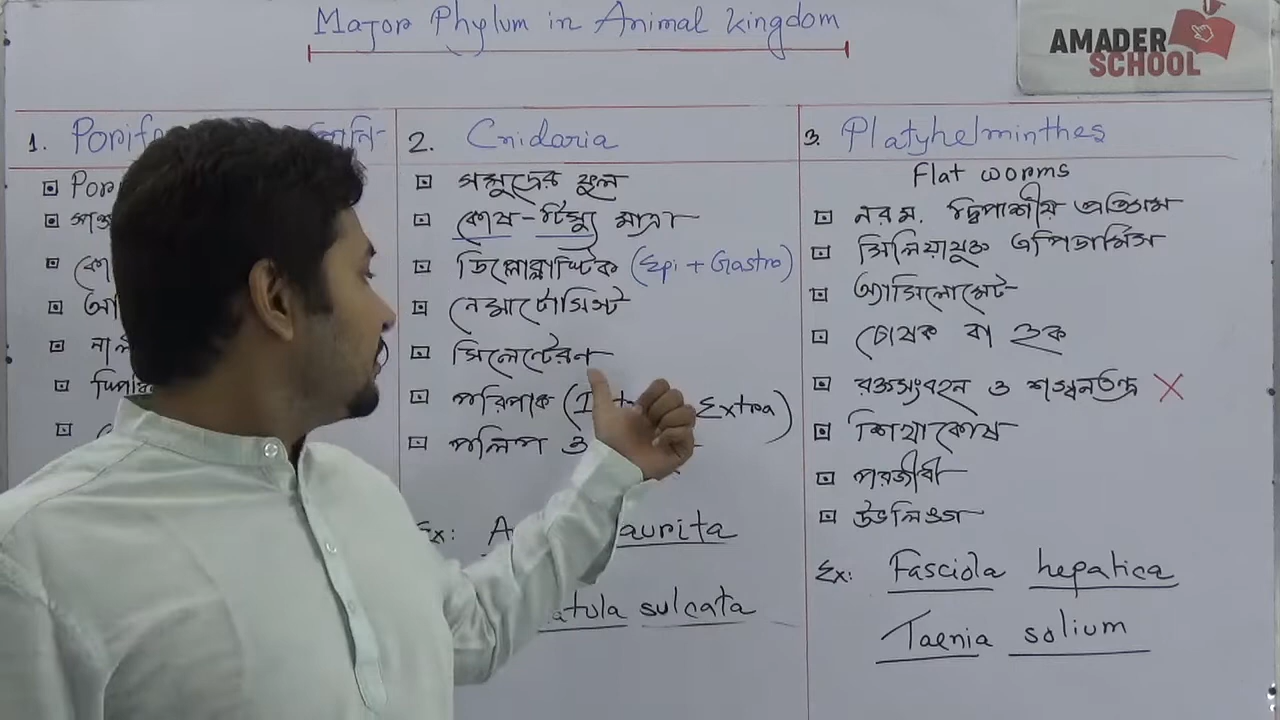 Major Phylum in Animal Kingdom
AMADER
SCHOOL
1. Porif
2. Cnidaria
3. Platyhelminthes
Flat worms
Por
সমুদ্রের ফুল
কোষ-টিস্যু মাত্রা
ডিপ্লোব্লাস্টিক (Epi + Gastro)
নেমাটোসিস্ট
সিলেন্টেরন
পরিপাক (Extra)
পলিপ ও
Ex: aurita
sulcata
নরম. দ্বিপার্শীয় প্রতিসম
সিলিয়াযুক্ত এপিডার্মিস
অ্যাসিলোমেট
চোষক বা হুক
রক্তসংবহন ও শ্বসনতন্ত্র X
শিখাকোষ
পরজীবী
উভলিঙ্গ
Ex: Fasciola hepatica
Taenia solium